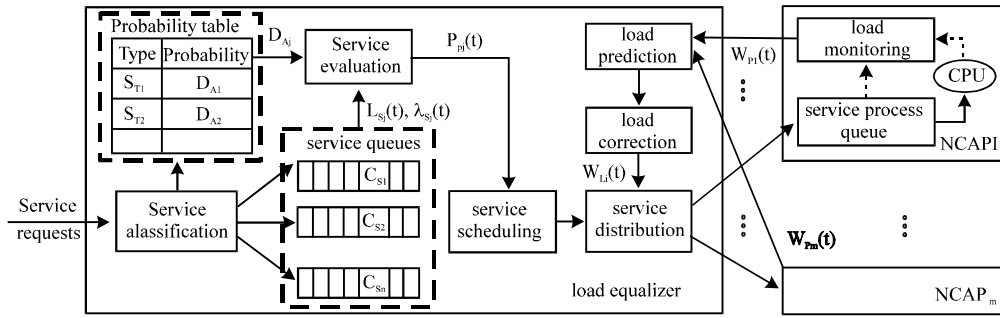 Probability table
Type Probability
S_T1 D_A1
S_T2 D_A2
D_Aj
Service
evaluation
P_pj(t)
L_Sj(t), λ_Sj(t)
service queues
C_S1
C_S2
C_Sn
Service
requests
Service
alassification
service
scheduling
load
prediction
load
correction
W_Li(t)
service
distribution
load equalizer
W_P1(t)
W_Pm(t)
load
monitoring
CPU
service process
queue
NCAPI
NCAP_m